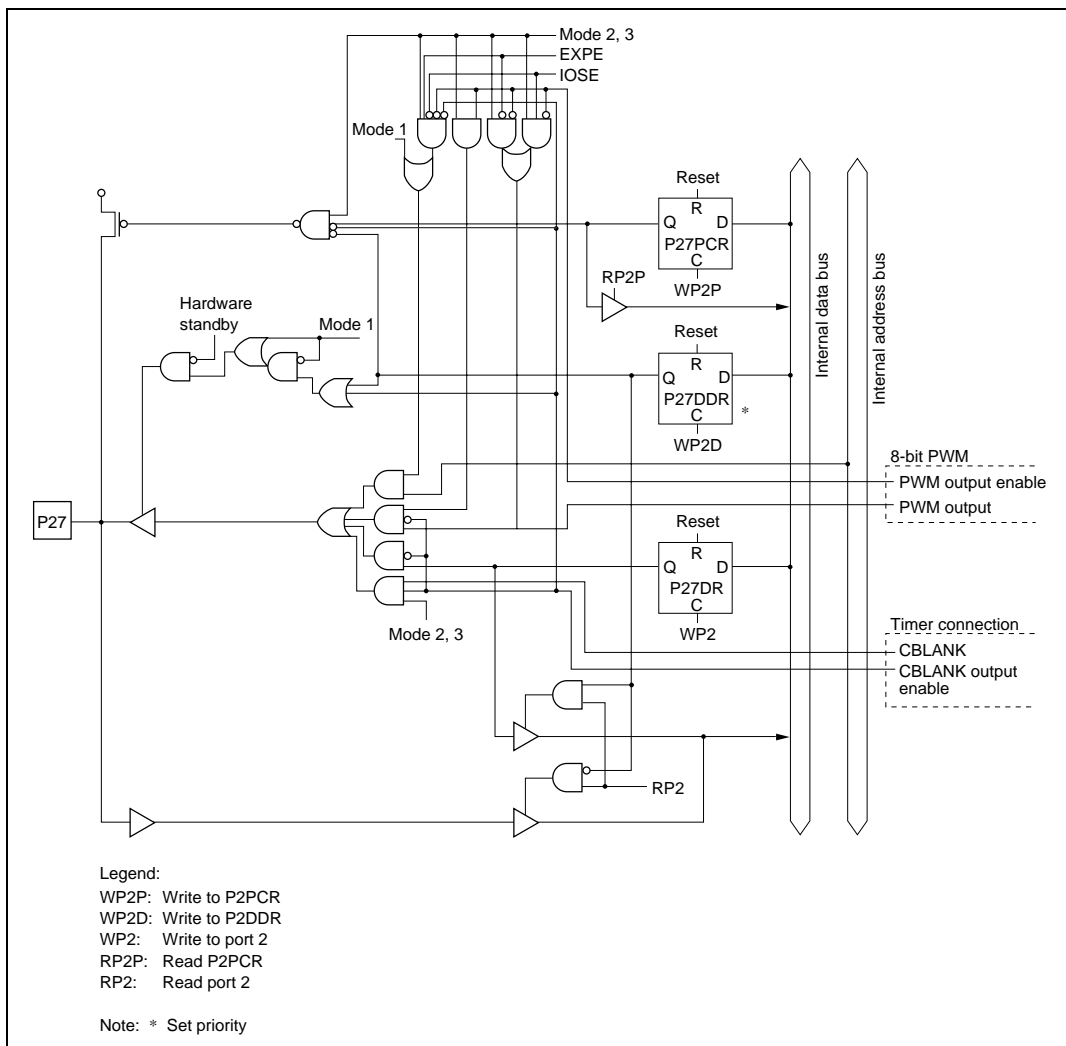 Mode 2, 3
EXPE
IOSE
Mode 1
Reset
R
Q D
P27PCR
C
WP2P
RP2P
Hardware
standby
Mode 1
Reset
R
Q D
P27DDR
C
*
WP2D
Internal data bus
Internal address bus
8-bit PWM
PWM output enable
PWM output
P27
Reset
R
Q D
P27DR
C
WP2
Mode 2, 3
Timer connection
CBLANK
CBLANK output
enable
RP2
Legend:
WP2P: Write to P2PCR
WP2D: Write to P2DDR
WP2: Write to port 2
RP2P: Read P2PCR
RP2: Read port 2
Note: * Set priority